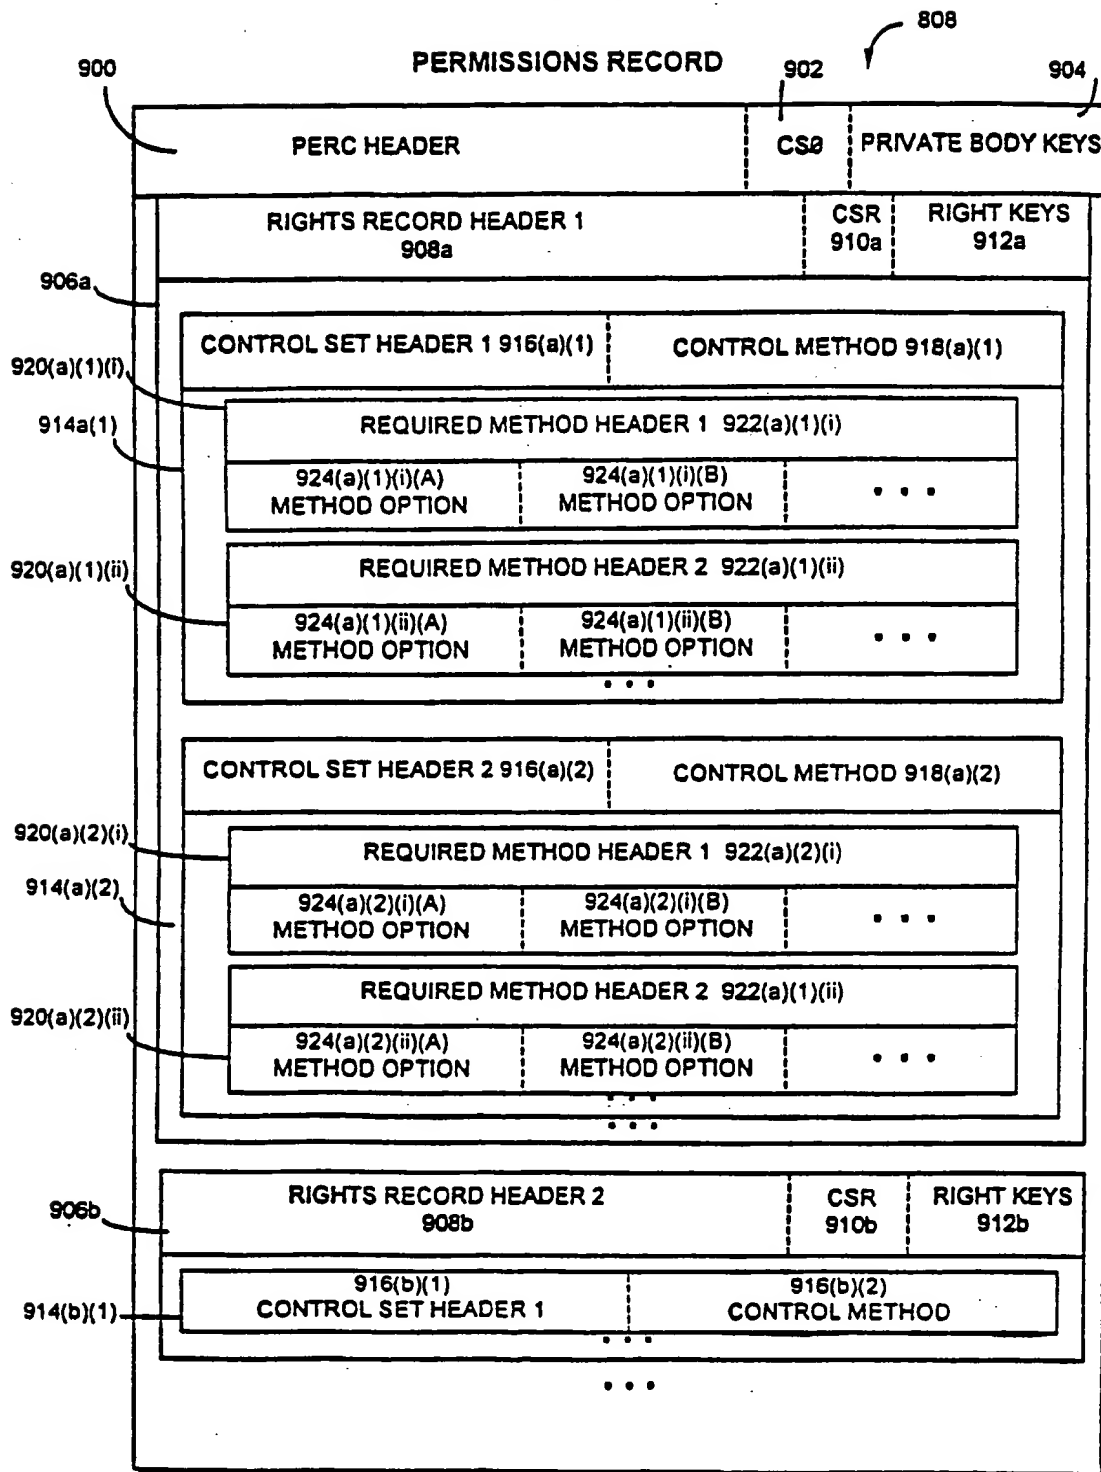 808
PERMISSIONS RECORD
900
902
904
PERC HEADER
CS0
PRIVATE BODY KEYS
RIGHTS RECORD HEADER 1
908a
CSR
910a
RIGHT KEYS
912a
906a
CONTROL SET HEADER 1 916(a)(1)
CONTROL METHOD 918(a)(1)
920(a)(1)(i)
914a(1)
REQUIRED METHOD HEADER 1 922(a)(1)(i)
924(a)(1)(i)(A)
METHOD OPTION
924(a)(1)(i)(B)
METHOD OPTION
• • •
920(a)(1)(ii)
REQUIRED METHOD HEADER 2 922(a)(1)(ii)
924(a)(1)(ii)(A)
METHOD OPTION
924(a)(1)(ii)(B)
METHOD OPTION
• • •
• • •
CONTROL SET HEADER 2 916(a)(2)
CONTROL METHOD 918(a)(2)
920(a)(2)(i)
914(a)(2)
REQUIRED METHOD HEADER 1 922(a)(2)(i)
924(a)(2)(i)(A)
METHOD OPTION
924(a)(2)(i)(B)
METHOD OPTION
• • •
920(a)(2)(ii)
REQUIRED METHOD HEADER 2 922(a)(1)(ii)
924(a)(2)(ii)(A)
METHOD OPTION
924(a)(2)(ii)(B)
METHOD OPTION
• • •
• • •
• • •
906b
RIGHTS RECORD HEADER 2
908b
CSR
910b
RIGHT KEYS
912b
914(b)(1)
916(b)(1)
CONTROL SET HEADER 1
916(b)(2)
CONTROL METHOD
• • •
• • •